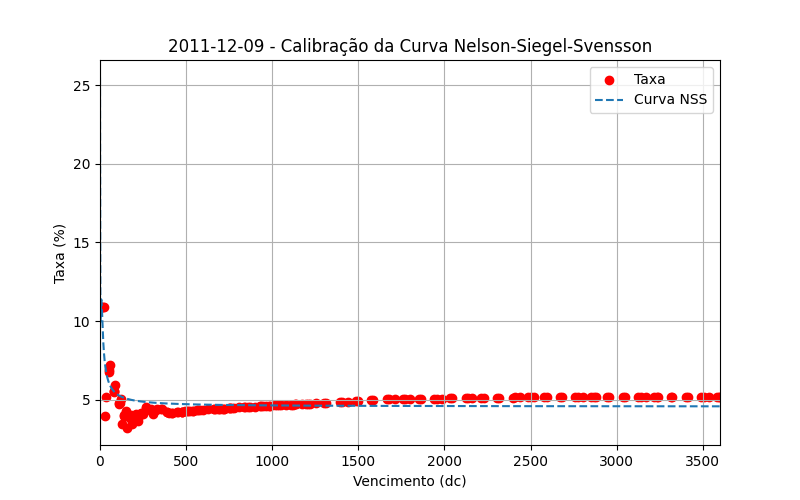 2011-12-09 - Calibração da Curva Nelson-Siegel-Svensson
Taxa
Curva NSS
25
20
15
10
5
Taxa (%)
0
500
1000
1500
2000
2500
3000
3500
Vencimento (dc)